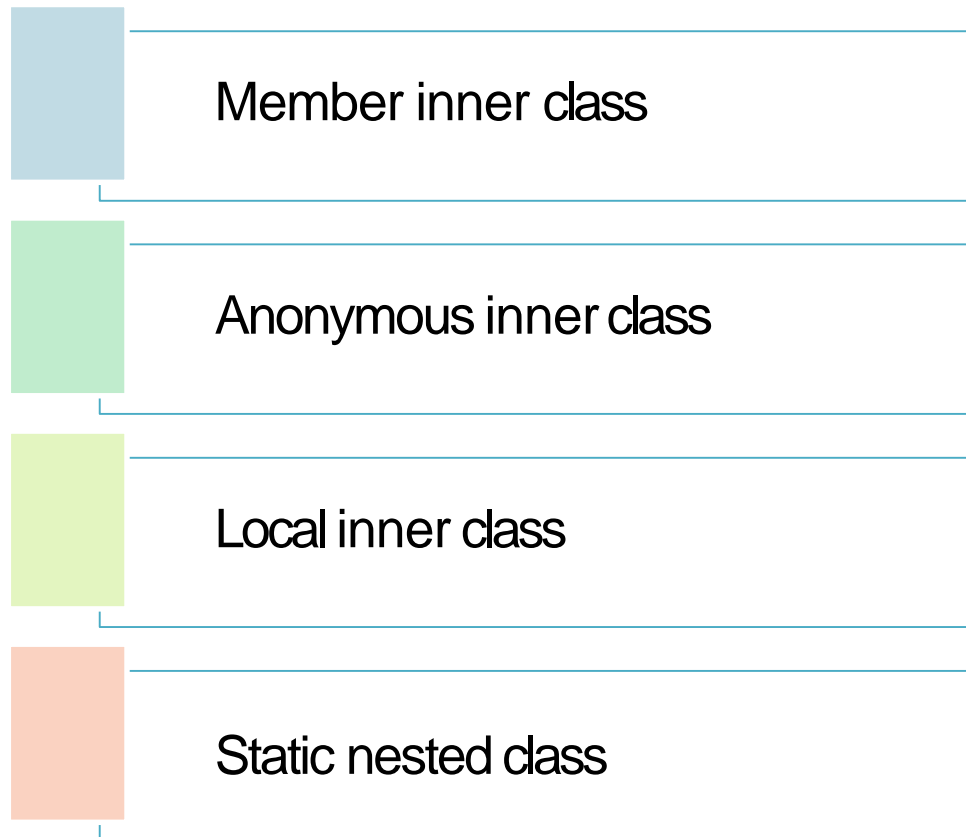 Member inner class
Anonymous inner class
Local inner class
Static nested class